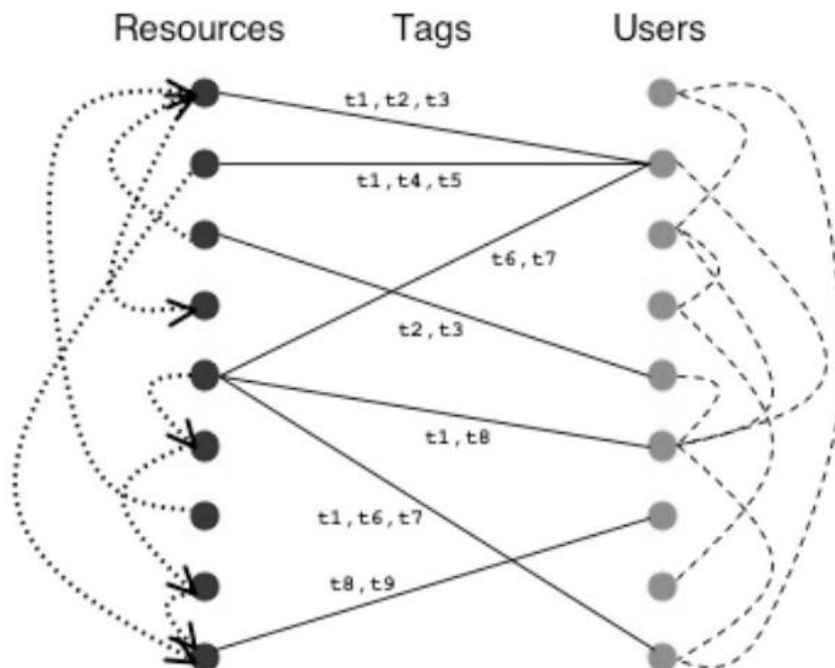 Resources Tags Users
t1,t2,t3
t1,t4,t5
t6,t7
t2,t3
t1,t8
t1,t6,t7
t8,t9